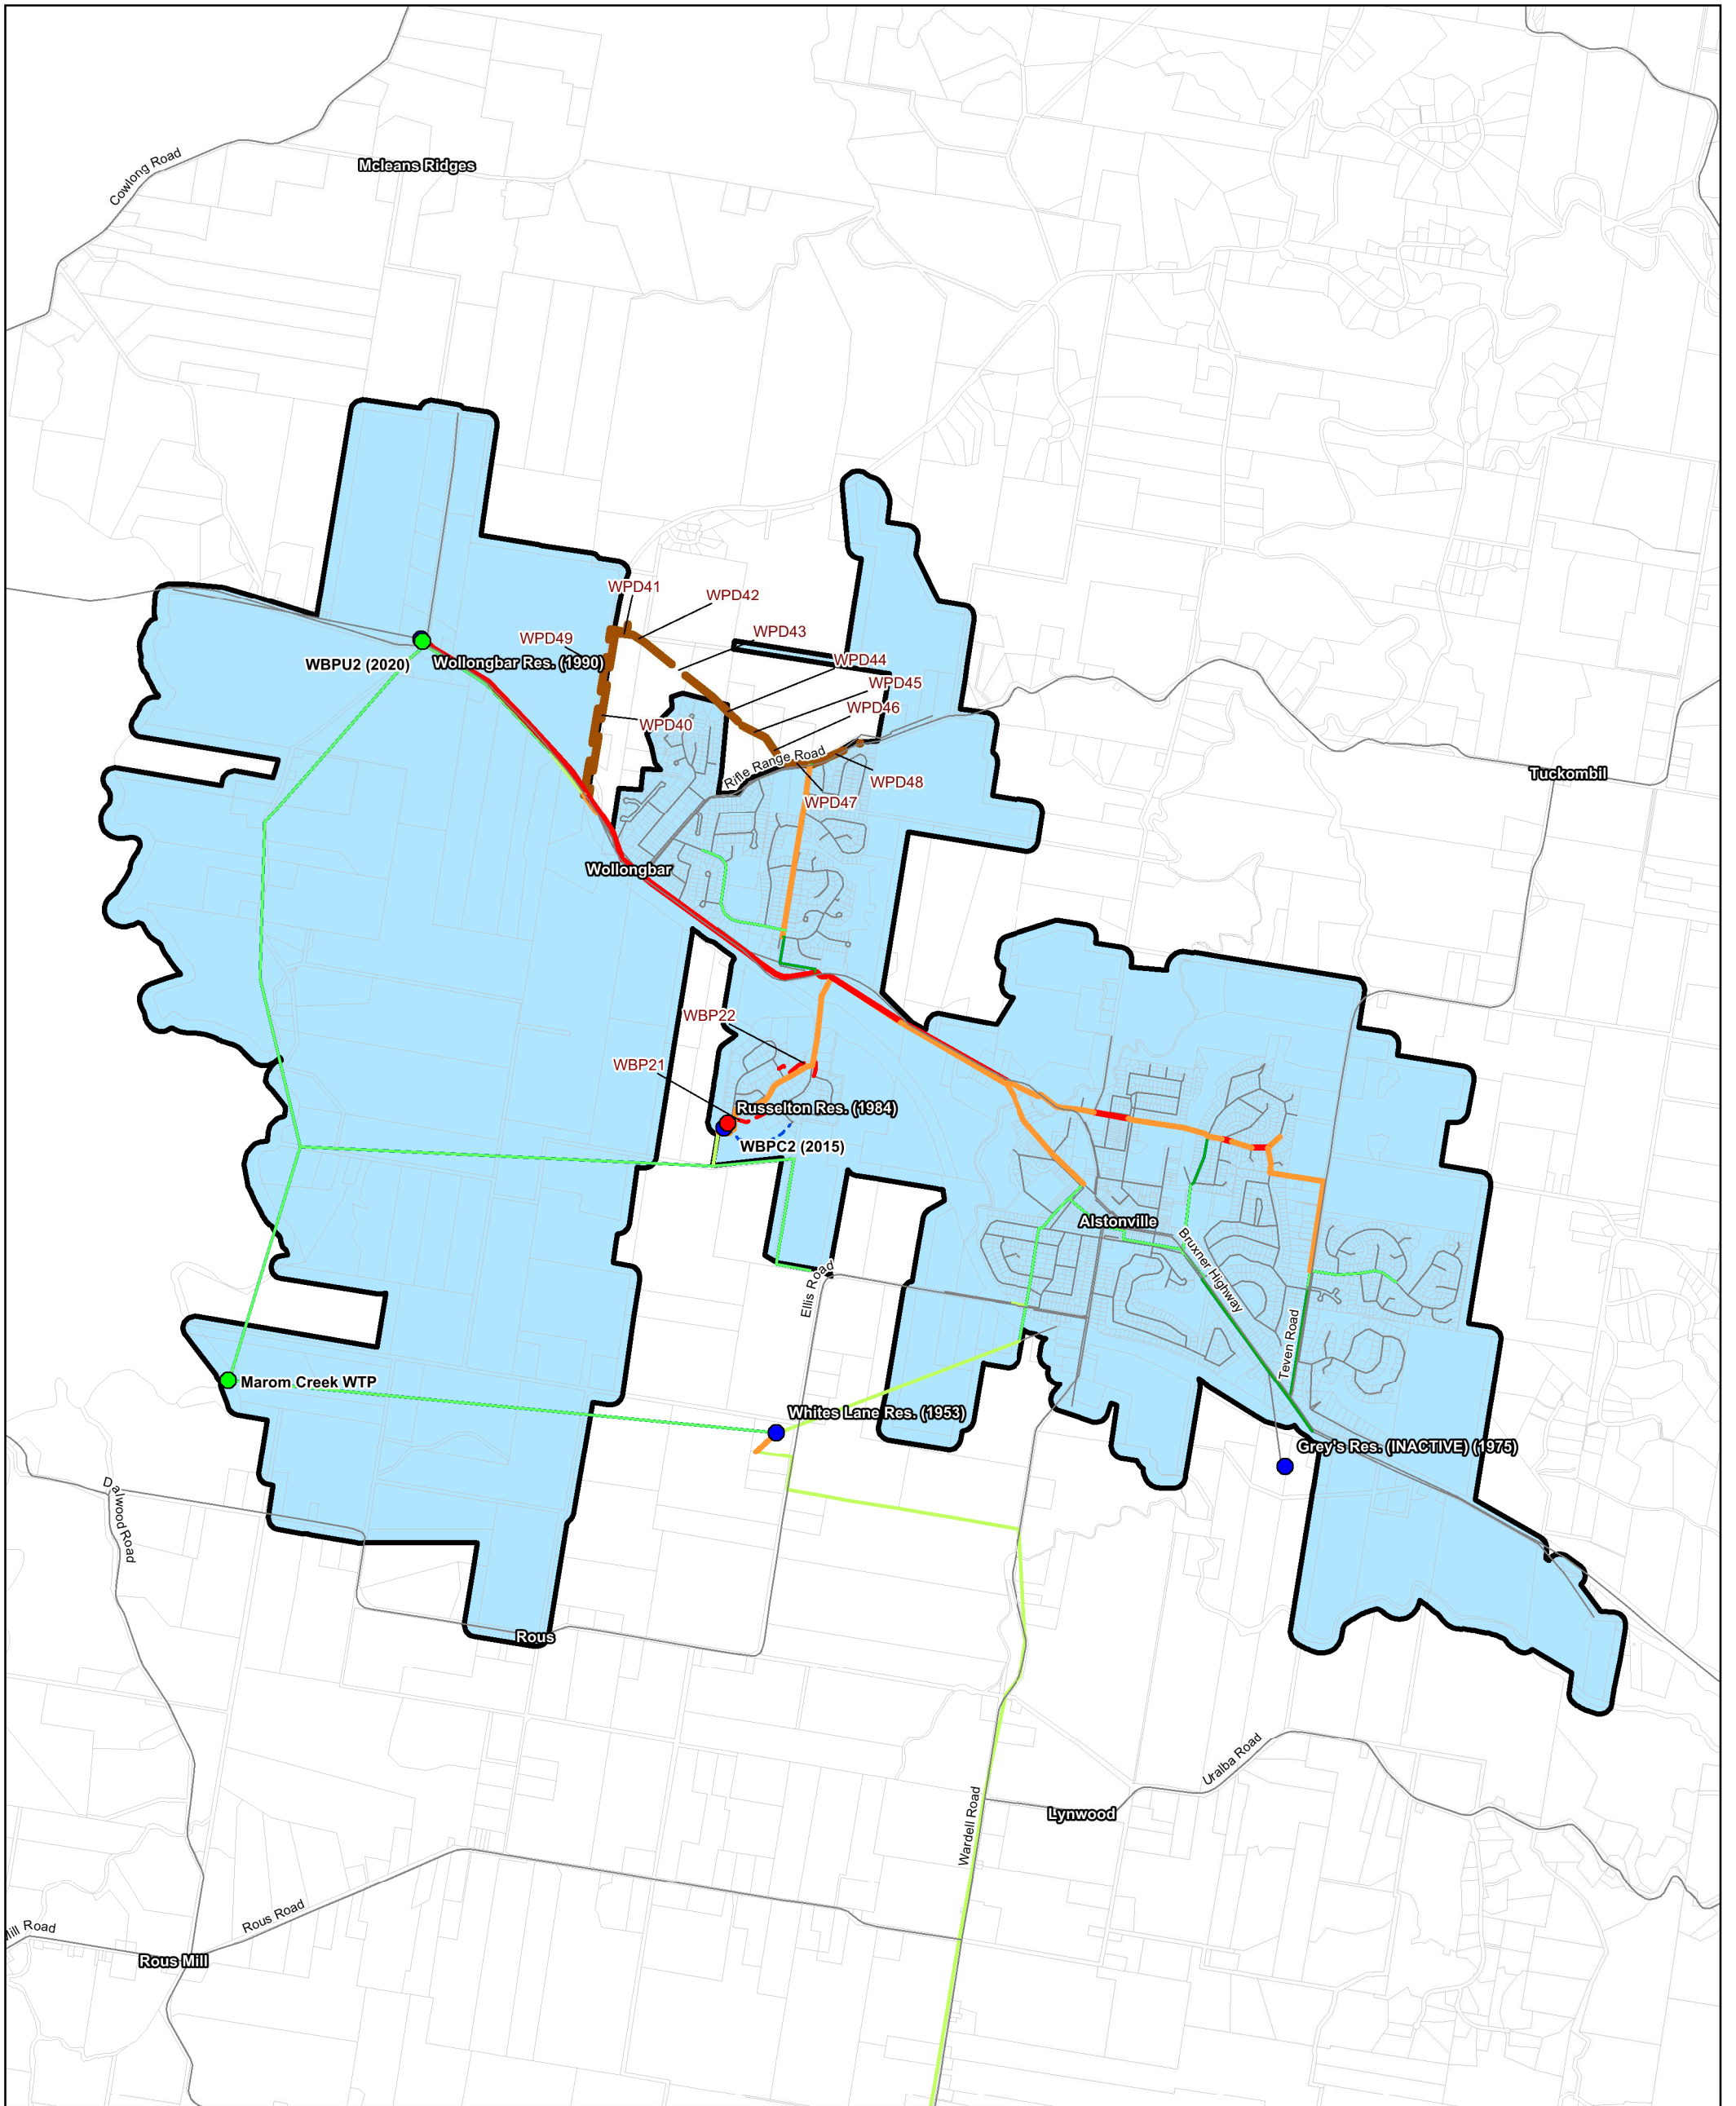 Cowlong Road
Mcleans Ridges
WPD41
WPD42
WPD49
WPD43
WBPU2 (2020)
Wollongbar Res. (1990)
WPD44
WPD45
WPD46
WPD40
Rifle Range Road
WPD48
WPD47
Tuckombil
Wollongbar
WBP22
WBP21
Russelton Res. (1984)
WBPC2 (2015)
Alstonville
Bruxner Highway
Ellis Road
Teven Road
Marom Creek WTP
Whites Lane Res. (1953)
Grey's Res. (INACTIVE) (1975)
Dalwood Road
Rous
Uralba Road
Lynwood
Wardell Road
Rous Road
Mill Road
Rous Mill